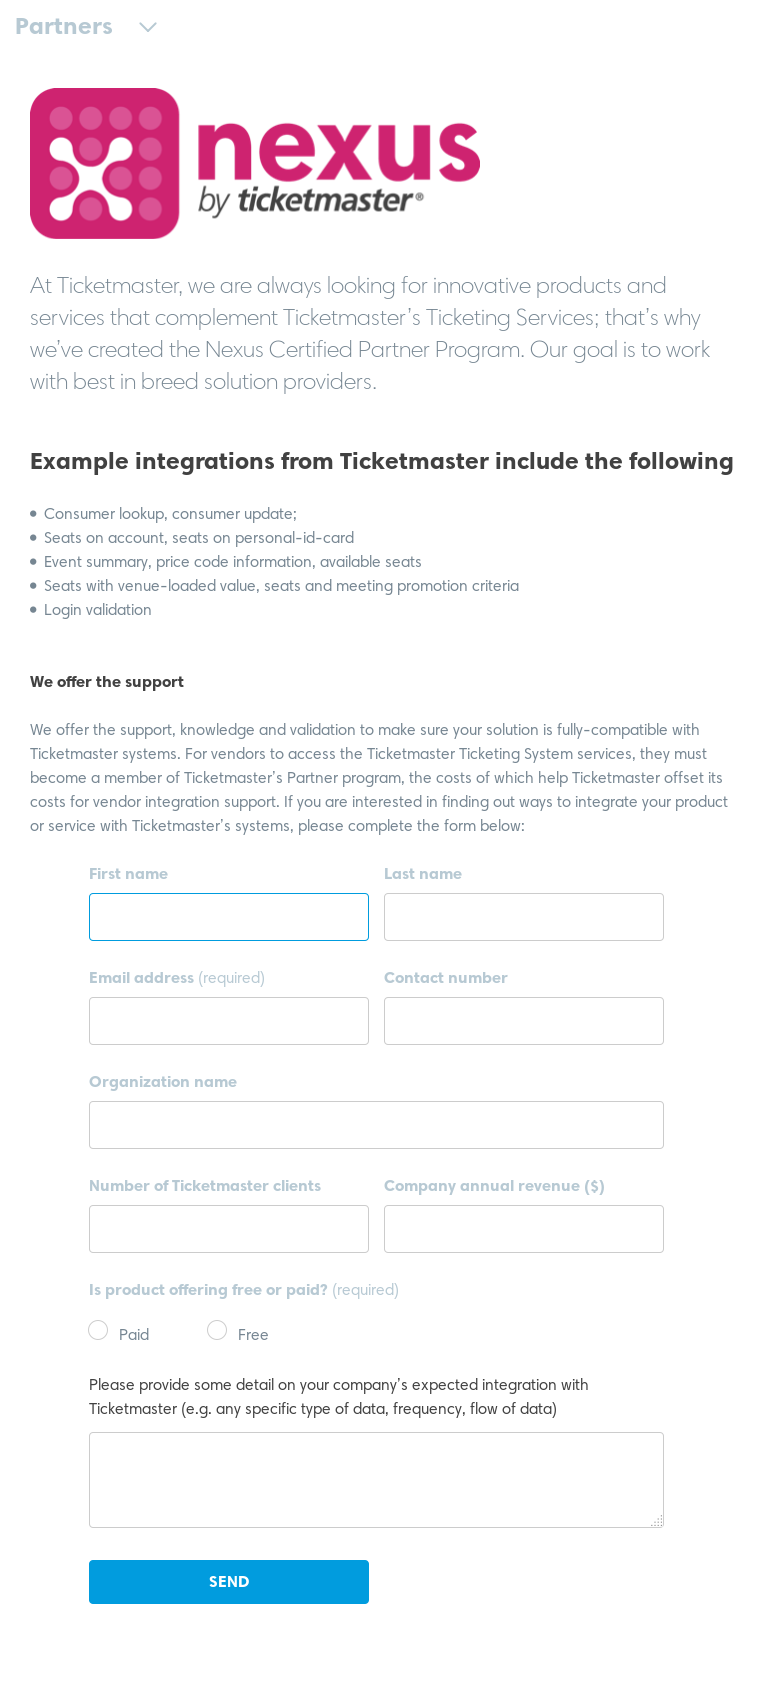 Partners
nexus
by ticketmaster®
At Ticketmaster, we are always looking for innovative products and
services that complement Ticketmaster's Ticketing Services; that's why
we've created the Nexus Certified Partner Program. Our goal is to work
with best in breed solution providers.
Example integrations from Ticketmaster include the following
• Consumer lookup, consumer update;
• Seats on account, seats on personal-id-card
• Event summary, price code information, available seats
• Seats with venue-loaded value, seats and meeting promotion criteria
• Login validation
We offer the support
We offer the support, knowledge and validation to make sure your solution is fully-compatible with
Ticketmaster systems. For vendors to access the Ticketmaster Ticketing System services, they must
become a member of Ticketmaster's Partner program, the costs of which help Ticketmaster offset its
costs for vendor integration support. If you are interested in finding out ways to integrate your product
or service with Ticketmaster's systems, please complete the form below:
First name Last name
Email address (required) Contact number
Organization name
Number of Ticketmaster clients Company annual revenue ($)
Is product offering free or paid? (required)
Paid Free
Please provide some detail on your company's expected integration with
Ticketmaster (e.g. any specific type of data, frequency, flow of data)
SEND